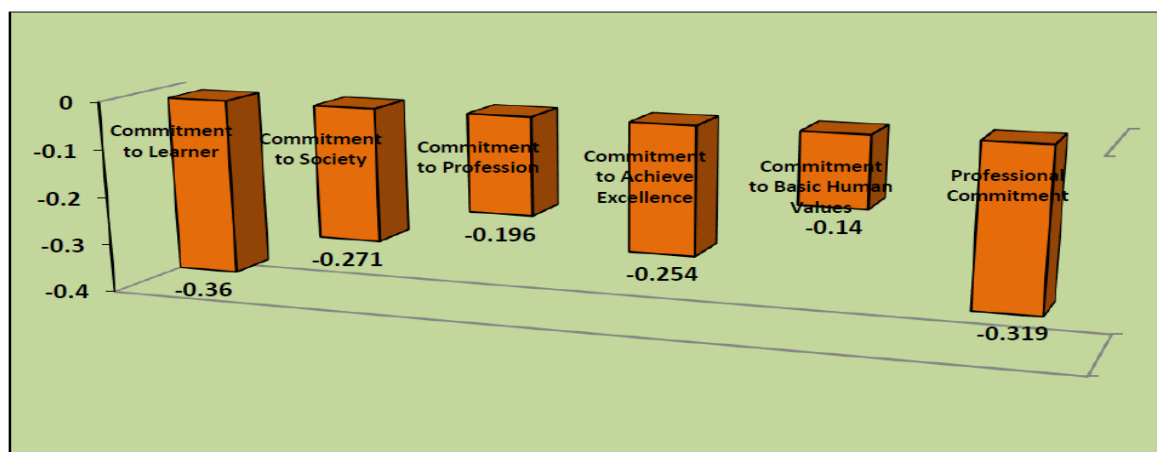 0
-0.1
-0.2
-0.3
-0.4
Commitment
to Learner
-0.36
Commitment
to Society
-0.271
Commitment
to Profession
-0.196
Commitment
to Achieve
Excellence
-0.254
Commitment
to Basic Human
Values
-0.14
Professional
Commitment
-0.319